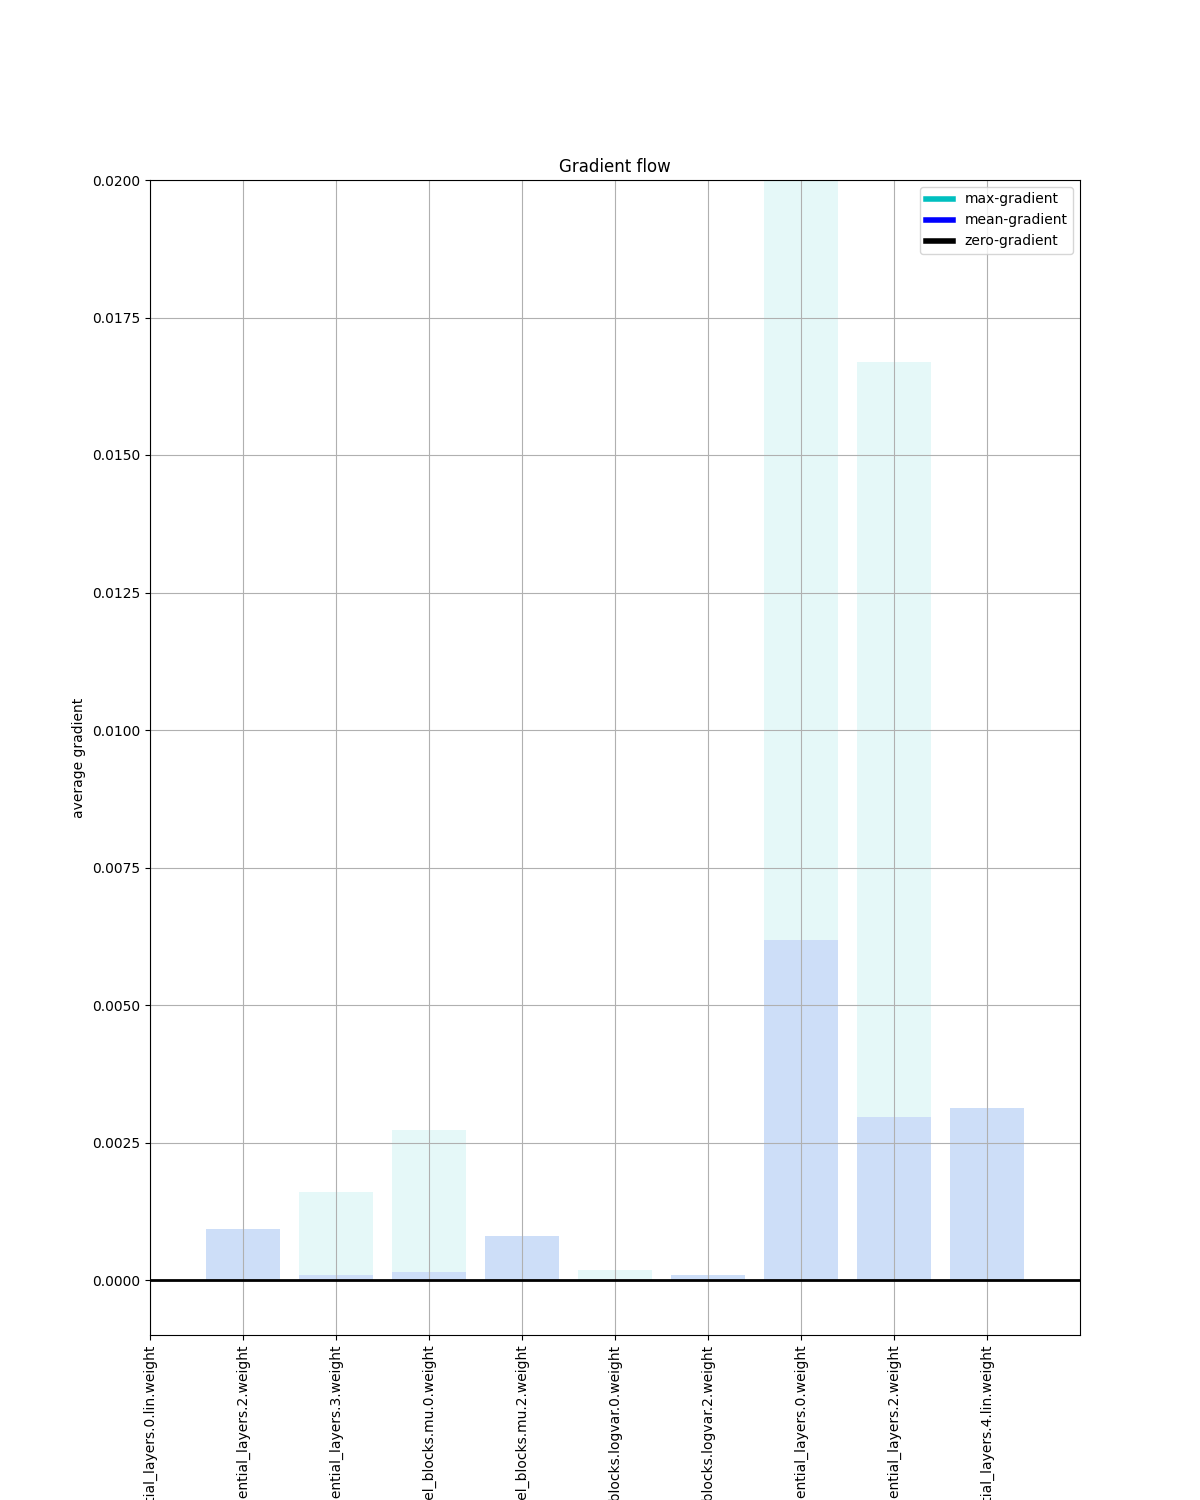 Gradient flow
max-gradient
mean-gradient
zero-gradient
0.0200
0.0175
0.0150
0.0125
0.0100
0.0075
0.0050
0.0025
0.0000
average gradient
tial_layers.0.lin.weight
ential_layers.2.weight
ential_layers.3.weight
el_blocks.mu.0.weight
el_blocks.mu.2.weight
blocks.logvar.0.weight
blocks.logvar.2.weight
ential_layers.0.weight
ential_layers.2.weight
tial_layers.4.lin.weight